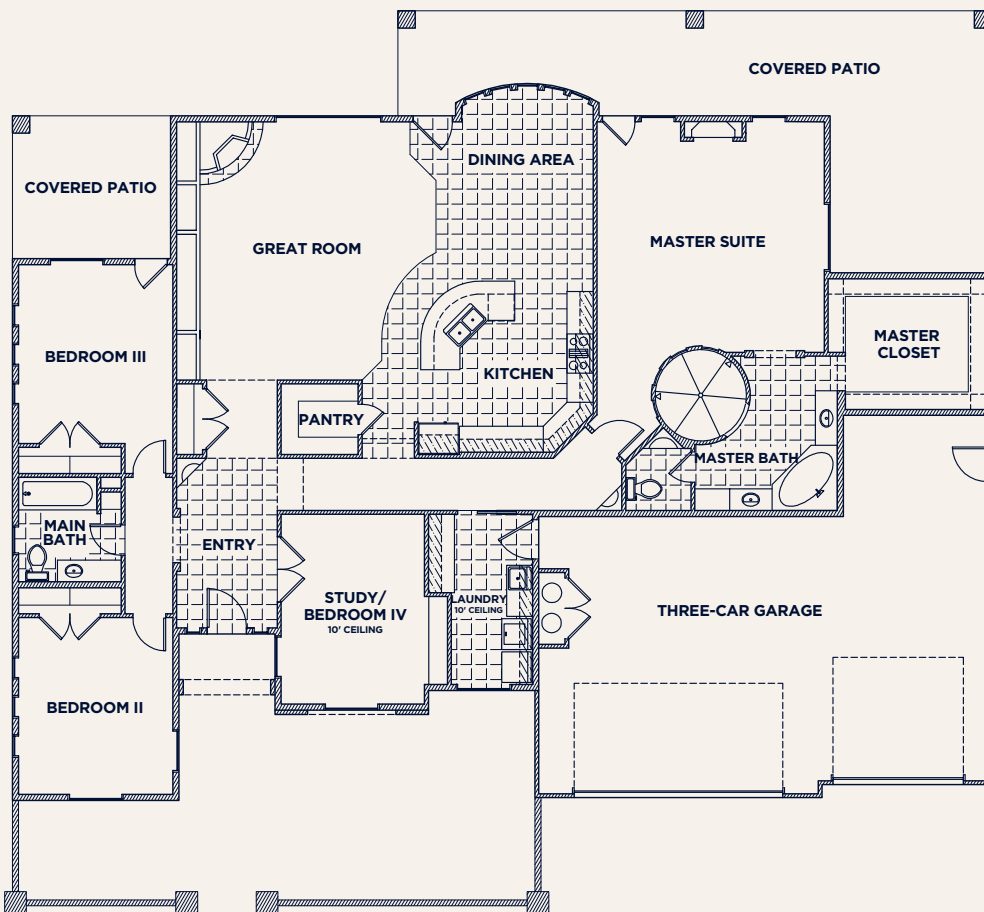 COVERED PATIO
DINING AREA
COVERED PATIO
GREAT ROOM
MASTER SUITE
MASTER
CLOSET
BEDROOM III
KITCHEN
PANTRY
MASTER BATH
MAIN
BATH
ENTRY
STUDY/
BEDROOM IV
10' CEILING
LAUNDRY
10' CEILING
THREE-CAR GARAGE
BEDROOM II